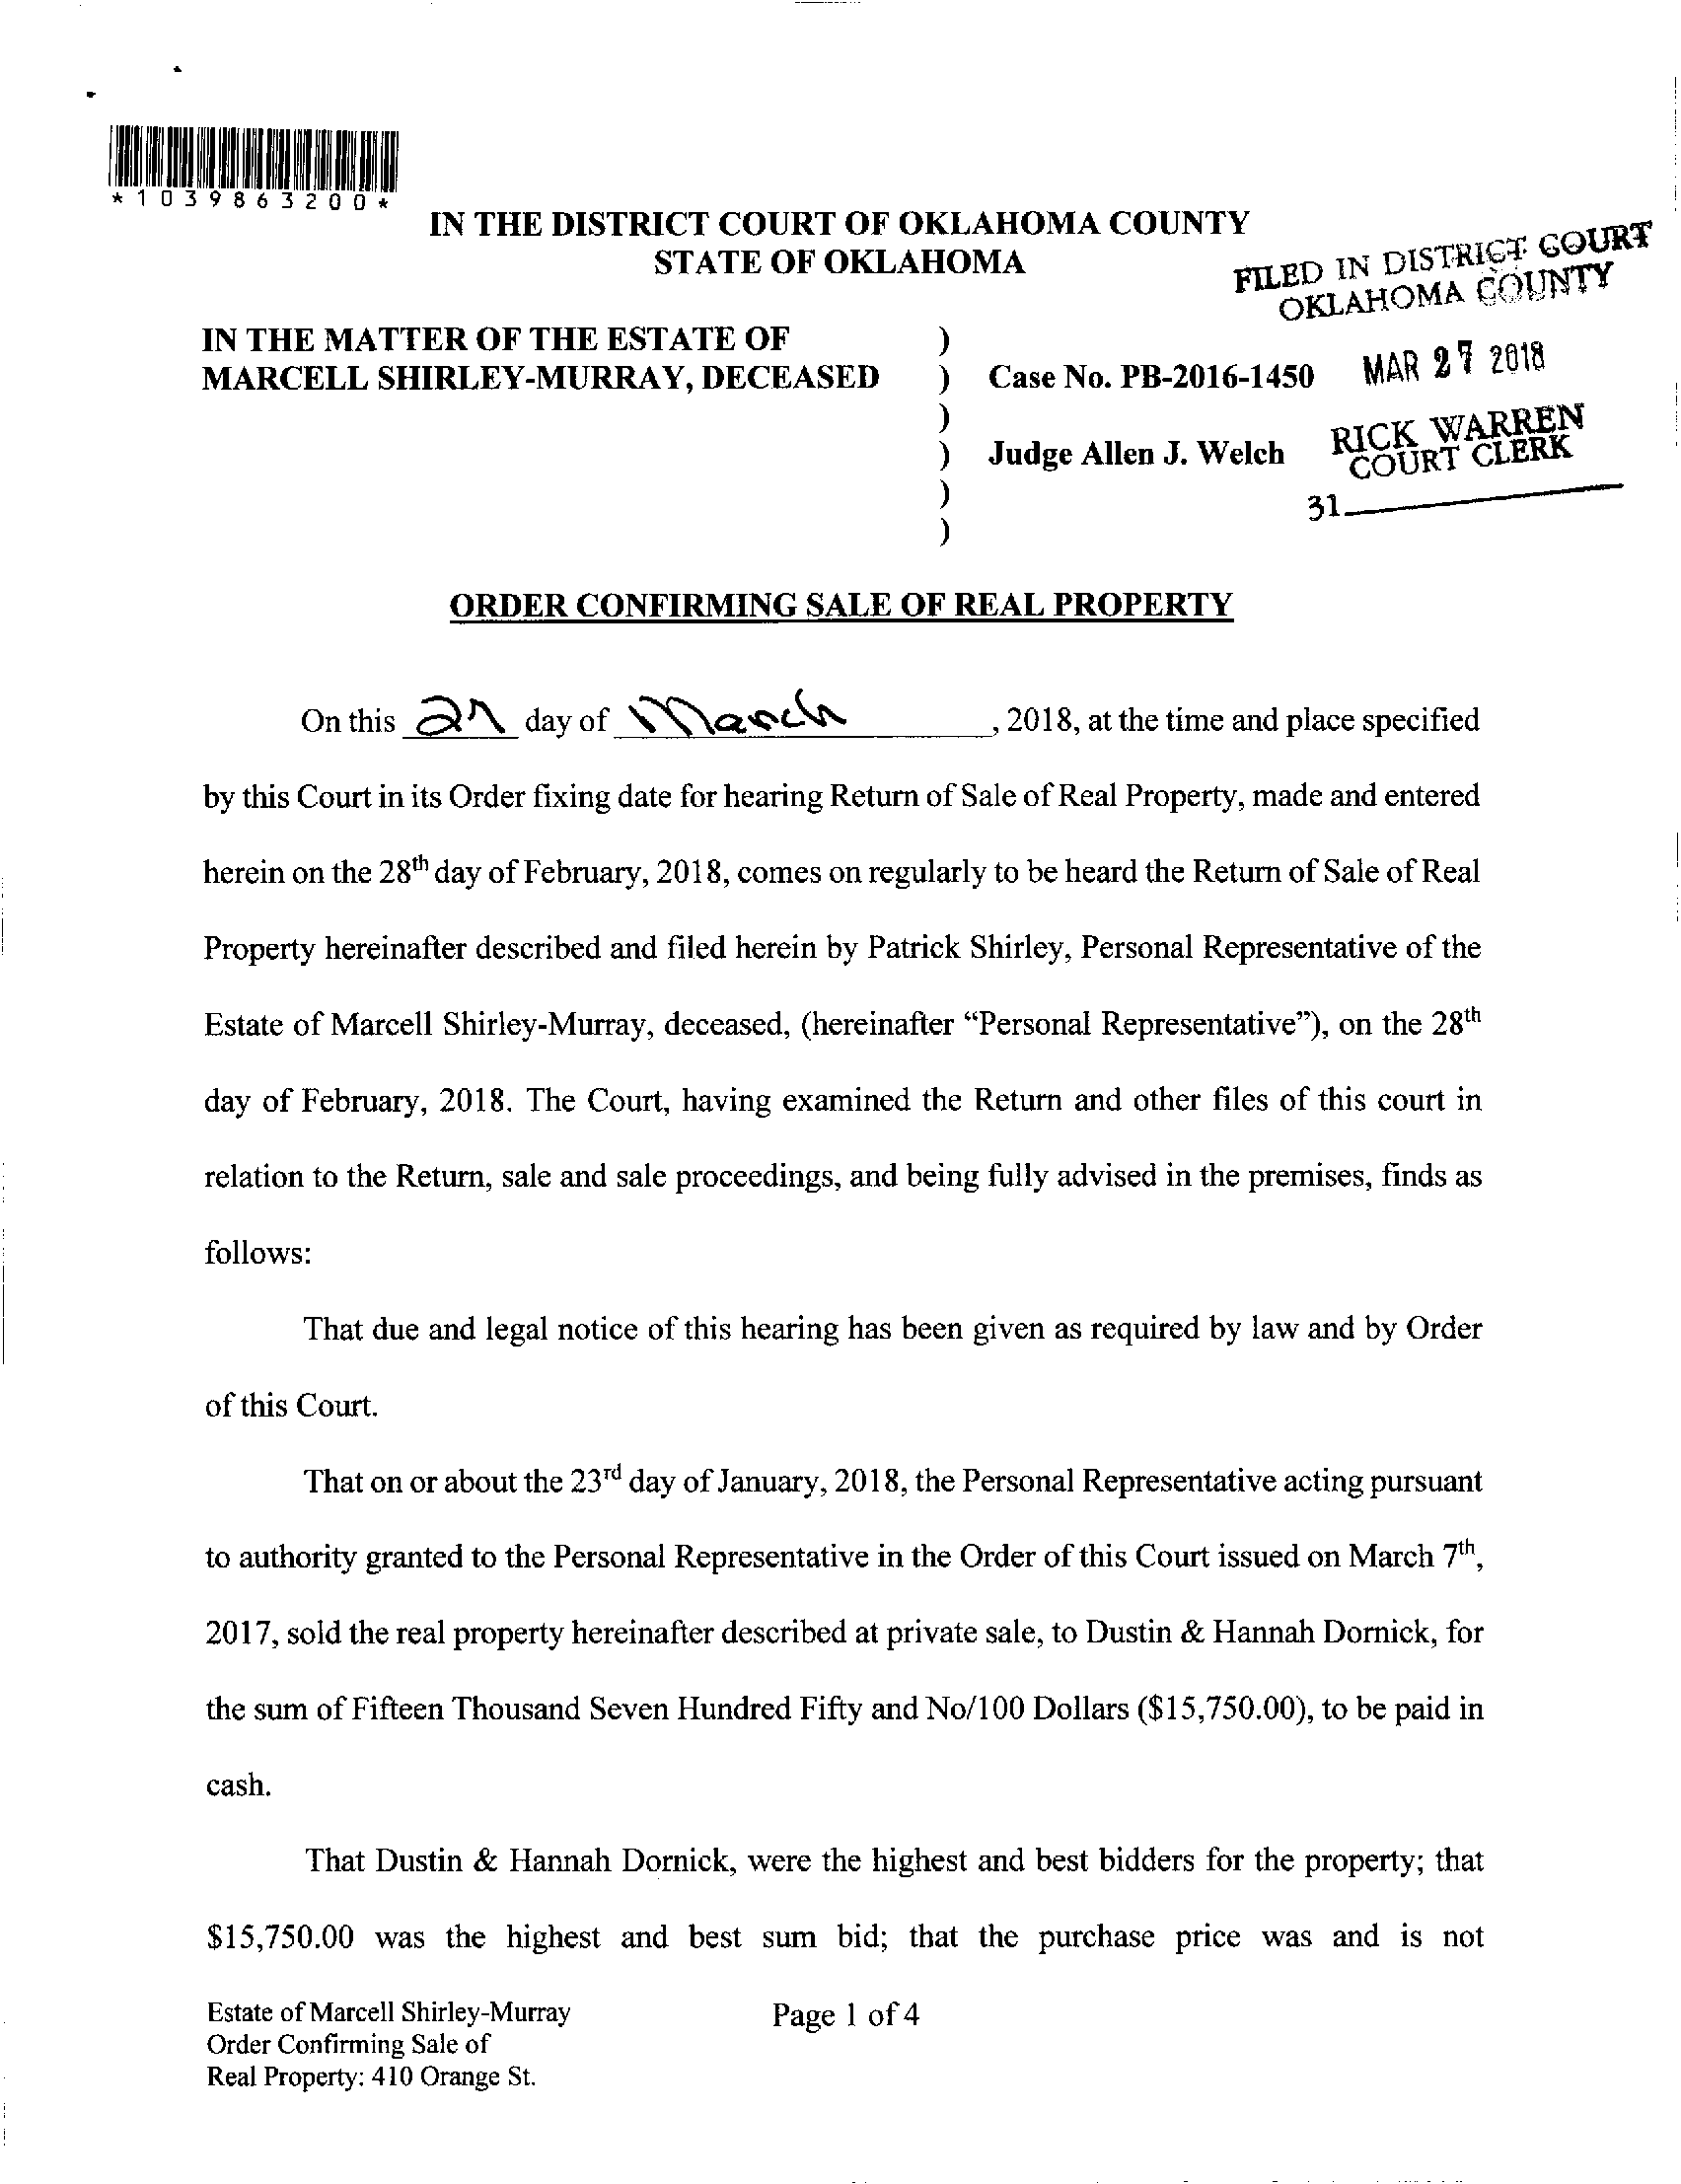 *1039863200*
IN THE DISTRICT COURT OF OKLAHOMA COUNTY
STATE OF OKLAHOMA
FILED IN DISTRICT COURT
OKLAHOMA COUNTY
IN THE MATTER OF THE ESTATE OF )
MARCELL SHIRLEY-MURRAY, DECEASED ) Case No. PB-2016-1450
MAR 27 2018
)
) Judge Allen J. Welch
RICK WARREN
COURT CLERK
)
31
)
ORDER CONFIRMING SALE OF REAL PROPERTY
On this 27 day of March, 2018, at the time and place specified
by this Court in its Order fixing date for hearing Return of Sale of Real Property, made and entered
herein on the 28th day of February, 2018, comes on regularly to be heard the Return of Sale of Real
Property hereinafter described and filed herein by Patrick Shirley, Personal Representative of the
Estate of Marcell Shirley-Murray, deceased, (hereinafter “Personal Representative”), on the 28th
day of February, 2018. The Court, having examined the Return and other files of this court in
relation to the Return, sale and sale proceedings, and being fully advised in the premises, finds as
follows:
That due and legal notice of this hearing has been given as required by law and by Order
of this Court.
That on or about the 23rd day of January, 2018, the Personal Representative acting pursuant
to authority granted to the Personal Representative in the Order of this Court issued on March 7th,
2017, sold the real property hereinafter described at private sale, to Dustin & Hannah Dornick, for
the sum of Fifteen Thousand Seven Hundred Fifty and No/100 Dollars ($15,750.00), to be paid in
cash.
That Dustin & Hannah Dornick, were the highest and best bidders for the property; that
$15,750.00 was the highest and best sum bid; that the purchase price was and is not
Estate of Marcell Shirley-Murray
Page 1 of 4
Order Confirming Sale of
Real Property: 410 Orange St.